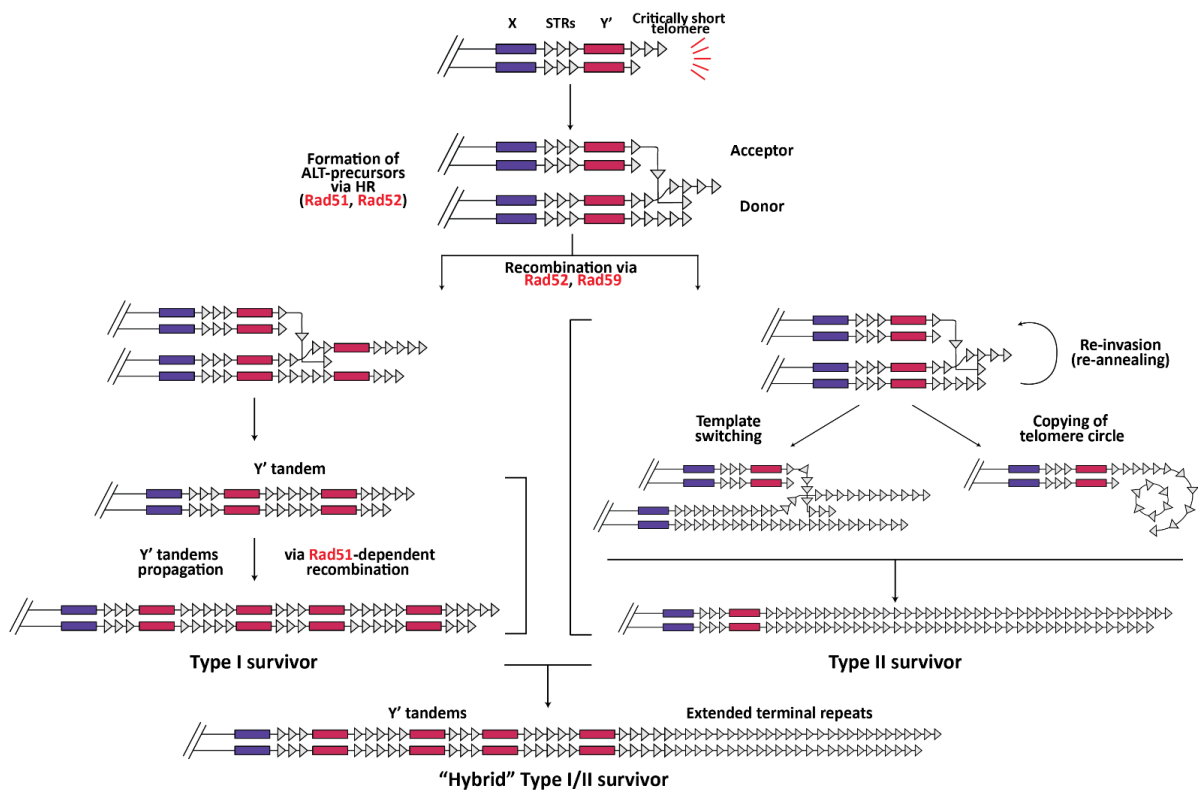 X
STRs
Y'
Critically short
telomere
Formation of
ALT-precursors
via HR
(Rad51, Rad52)
Acceptor
Donor
Recombination via
Rad52, Rad59
Re-invasion
(re-annealing)
Template
switching
Copying of
telomere circle
Y' tandem
Y' tandems
propagation
via Rad51-dependent
recombination
Type I survivor
Type II survivor
Y' tandems
Extended terminal repeats
“Hybrid” Type I/II survivor